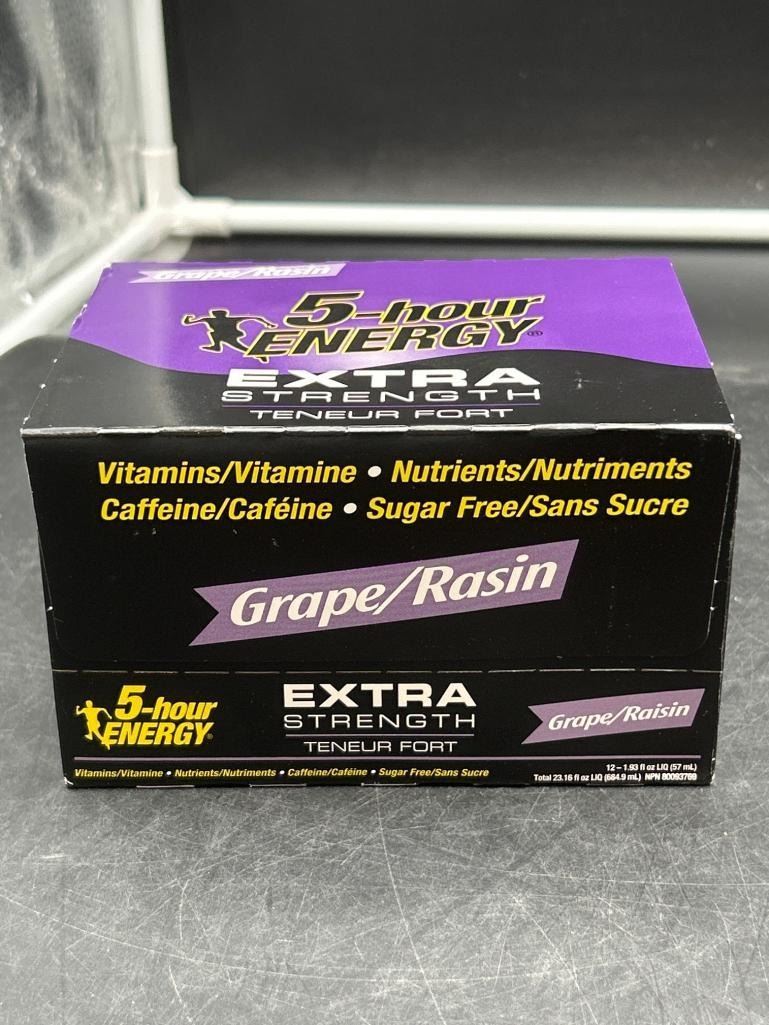 Grape/Rasin
5-hour
ENERGY®
EXTRA
STRENGTH
TENEUR FORT
Vitamins/Vitamine • Nutrients/Nutriments
Caffeine/Caféine • Sugar Free/Sans Sucre
Grape/Rasin
5-hour
ENERGY®
EXTRA
STRENGTH
TENEUR FORT
Grape/Raisin
Vitamins/Vitamine • Nutrients/Nutriments • Caffeine/Caféine • Sugar Free/Sans Sucre
12 – 1.93 fl oz LIQ (57 mL)
Total 23.16 fl oz LIQ (684.9 mL) NPN 80093769